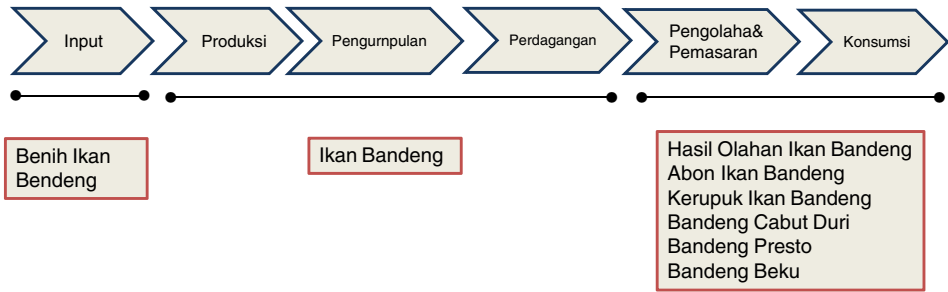 Input
Produksi
Pengurnpulan
Perdagangan
Pengolaha&
Pemasaran
Konsumsi
Benih Ikan
Bendeng
Ikan Bandeng
Hasil Olahan Ikan Bandeng
Abon Ikan Bandeng
Kerupuk Ikan Bandeng
Bandeng Cabut Duri
Bandeng Presto
Bandeng Beku